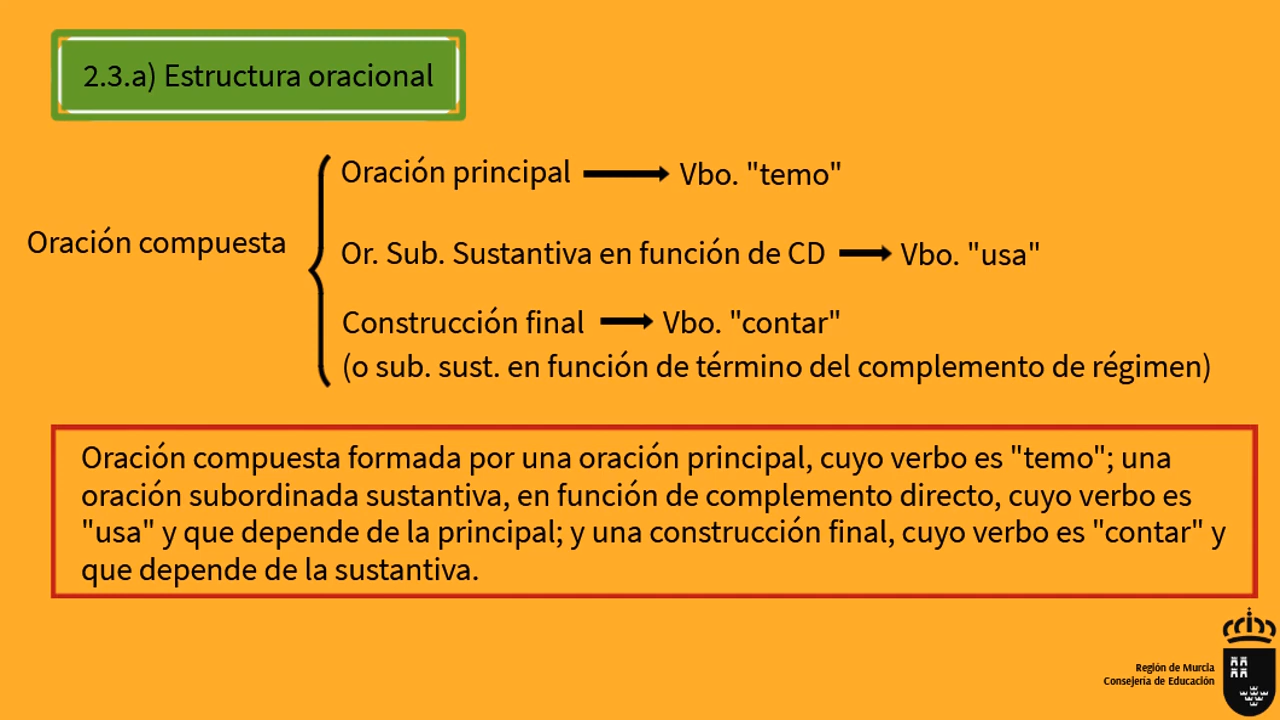 2.3.a) Estructura oracional
Oración compuesta
Oración principal Vbo. "temo"
Or. Sub. Sustantiva en función de CD Vbo. "usa"
Construcción final Vbo. "contar"
(o sub. sust. en función de término del complemento de régimen)
Oración compuesta formada por una oración principal, cuyo verbo es "temo"; una
oración subordinada sustantiva, en función de complemento directo, cuyo verbo es
"usa" y que depende de la principal; y una construcción final, cuyo verbo es "contar" y
que depende de la sustantiva.
Región de Murcia
Consejería de Educación